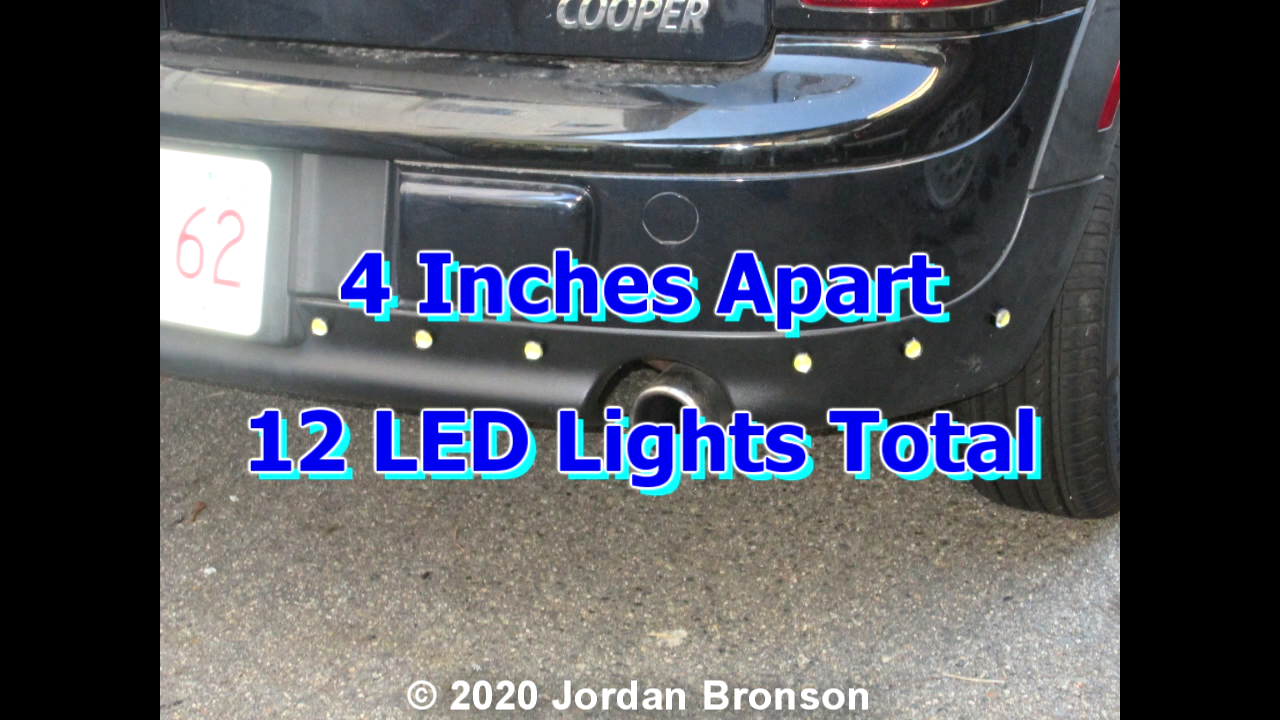 COOPER
62
4 Inches Apart
12 LED Lights Total
© 2020 Jordan Bronson